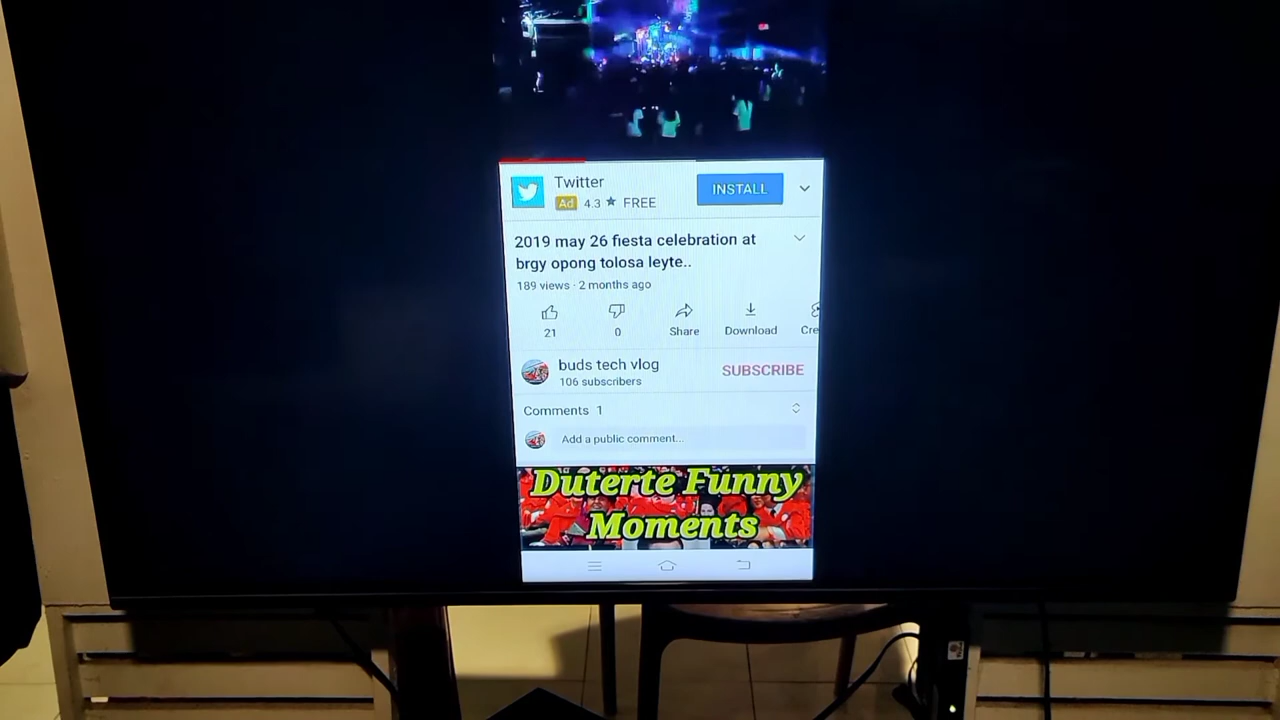 Twitter
Ad 4.3 ★ FREE
INSTALL
2019 may 26 fiesta celebration at
brgy opong tolosa leyte..
189 views · 2 months ago
21
0
Share
Download
Cre
buds tech vlog
106 subscribers
SUBSCRIBE
Comments 1
Add a public comment...
Duterte Funny
Moments